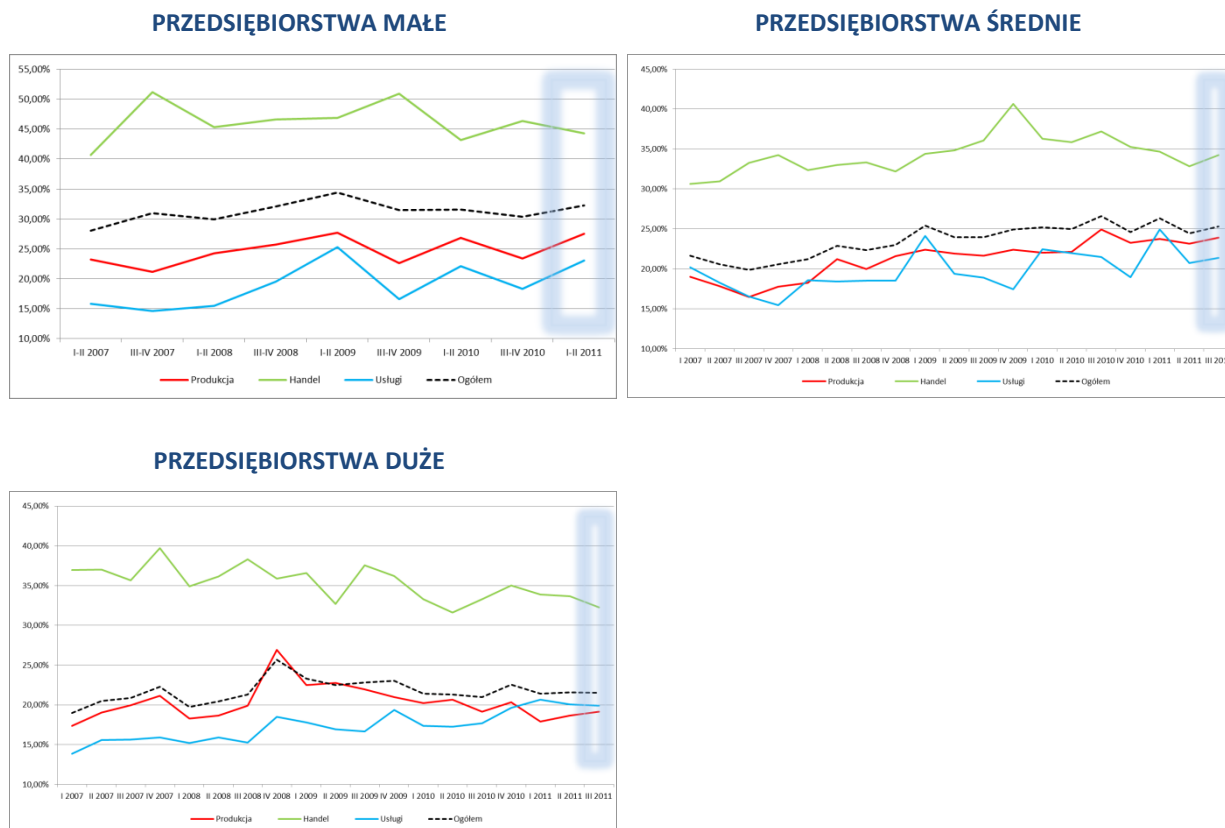 PRZEDSIĘBIORSTWA MAŁE
55,00%
50,00%
45,00%
40,00%
35,00%
30,00%
25,00%
20,00%
15,00%
10,00%
I-II 2007 III-IV 2007 I-II 2008 III-IV 2008 I-II 2009 III-IV 2009 I-II 2010 III-IV 2010 I-II 2011
Produkcja Handel Usługi Ogółem
PRZEDSIĘBIORSTWA ŚREDNIE
45,00%
40,00%
35,00%
30,00%
25,00%
20,00%
15,00%
10,00%
I 2007 II 2007 III 2007 IV 2007 I 2008 II 2008 III 2008 IV 2008 I 2009 II 2009 III 2009 IV 2009 I 2010 II 2010 III 2010 IV 2010 I 2011 II 2011 III 201
Produkcja Handel Usługi Ogółem
PRZEDSIĘBIORSTWA DUŻE
45,00%
40,00%
35,00%
30,00%
25,00%
20,00%
15,00%
10,00%
I 2007 II 2007 III 2007 IV 2007 I 2008 II 2008 III 2008 IV 2008 I 2009 II 2009 III 2009 IV 2009 I 2010 II 2010 III 2010 IV 2010 I 2011 II 2011 III 2011
Produkcja Handel Usługi Ogółem